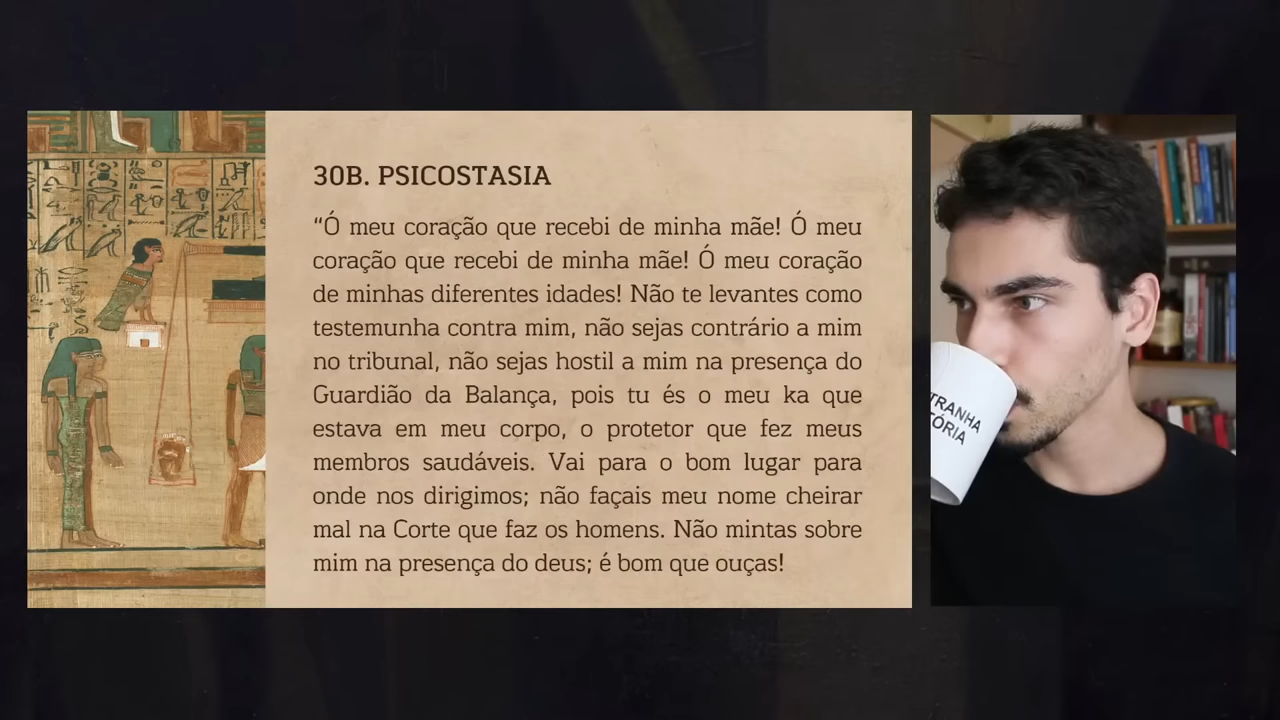 30B. PSICOSTASIA
“Ó meu coração que recebi de minha mãe! Ó meu
coração que recebi de minha mãe! Ó meu coração
de minhas diferentes idades! Não te levantes como
testemunha contra mim, não sejas contrário a mim
no tribunal, não sejas hostil a mim na presença do
Guardião da Balança, pois tu és o meu ka que
estava em meu corpo, o protetor que fez meus
membros saudáveis. Vai para o bom lugar para
onde nos dirigimos; não façais meu nome cheirar
mal na Corte que faz os homens. Não mintas sobre
mim na presença do deus; é bom que ouças!
TRANHA
TÓRIA